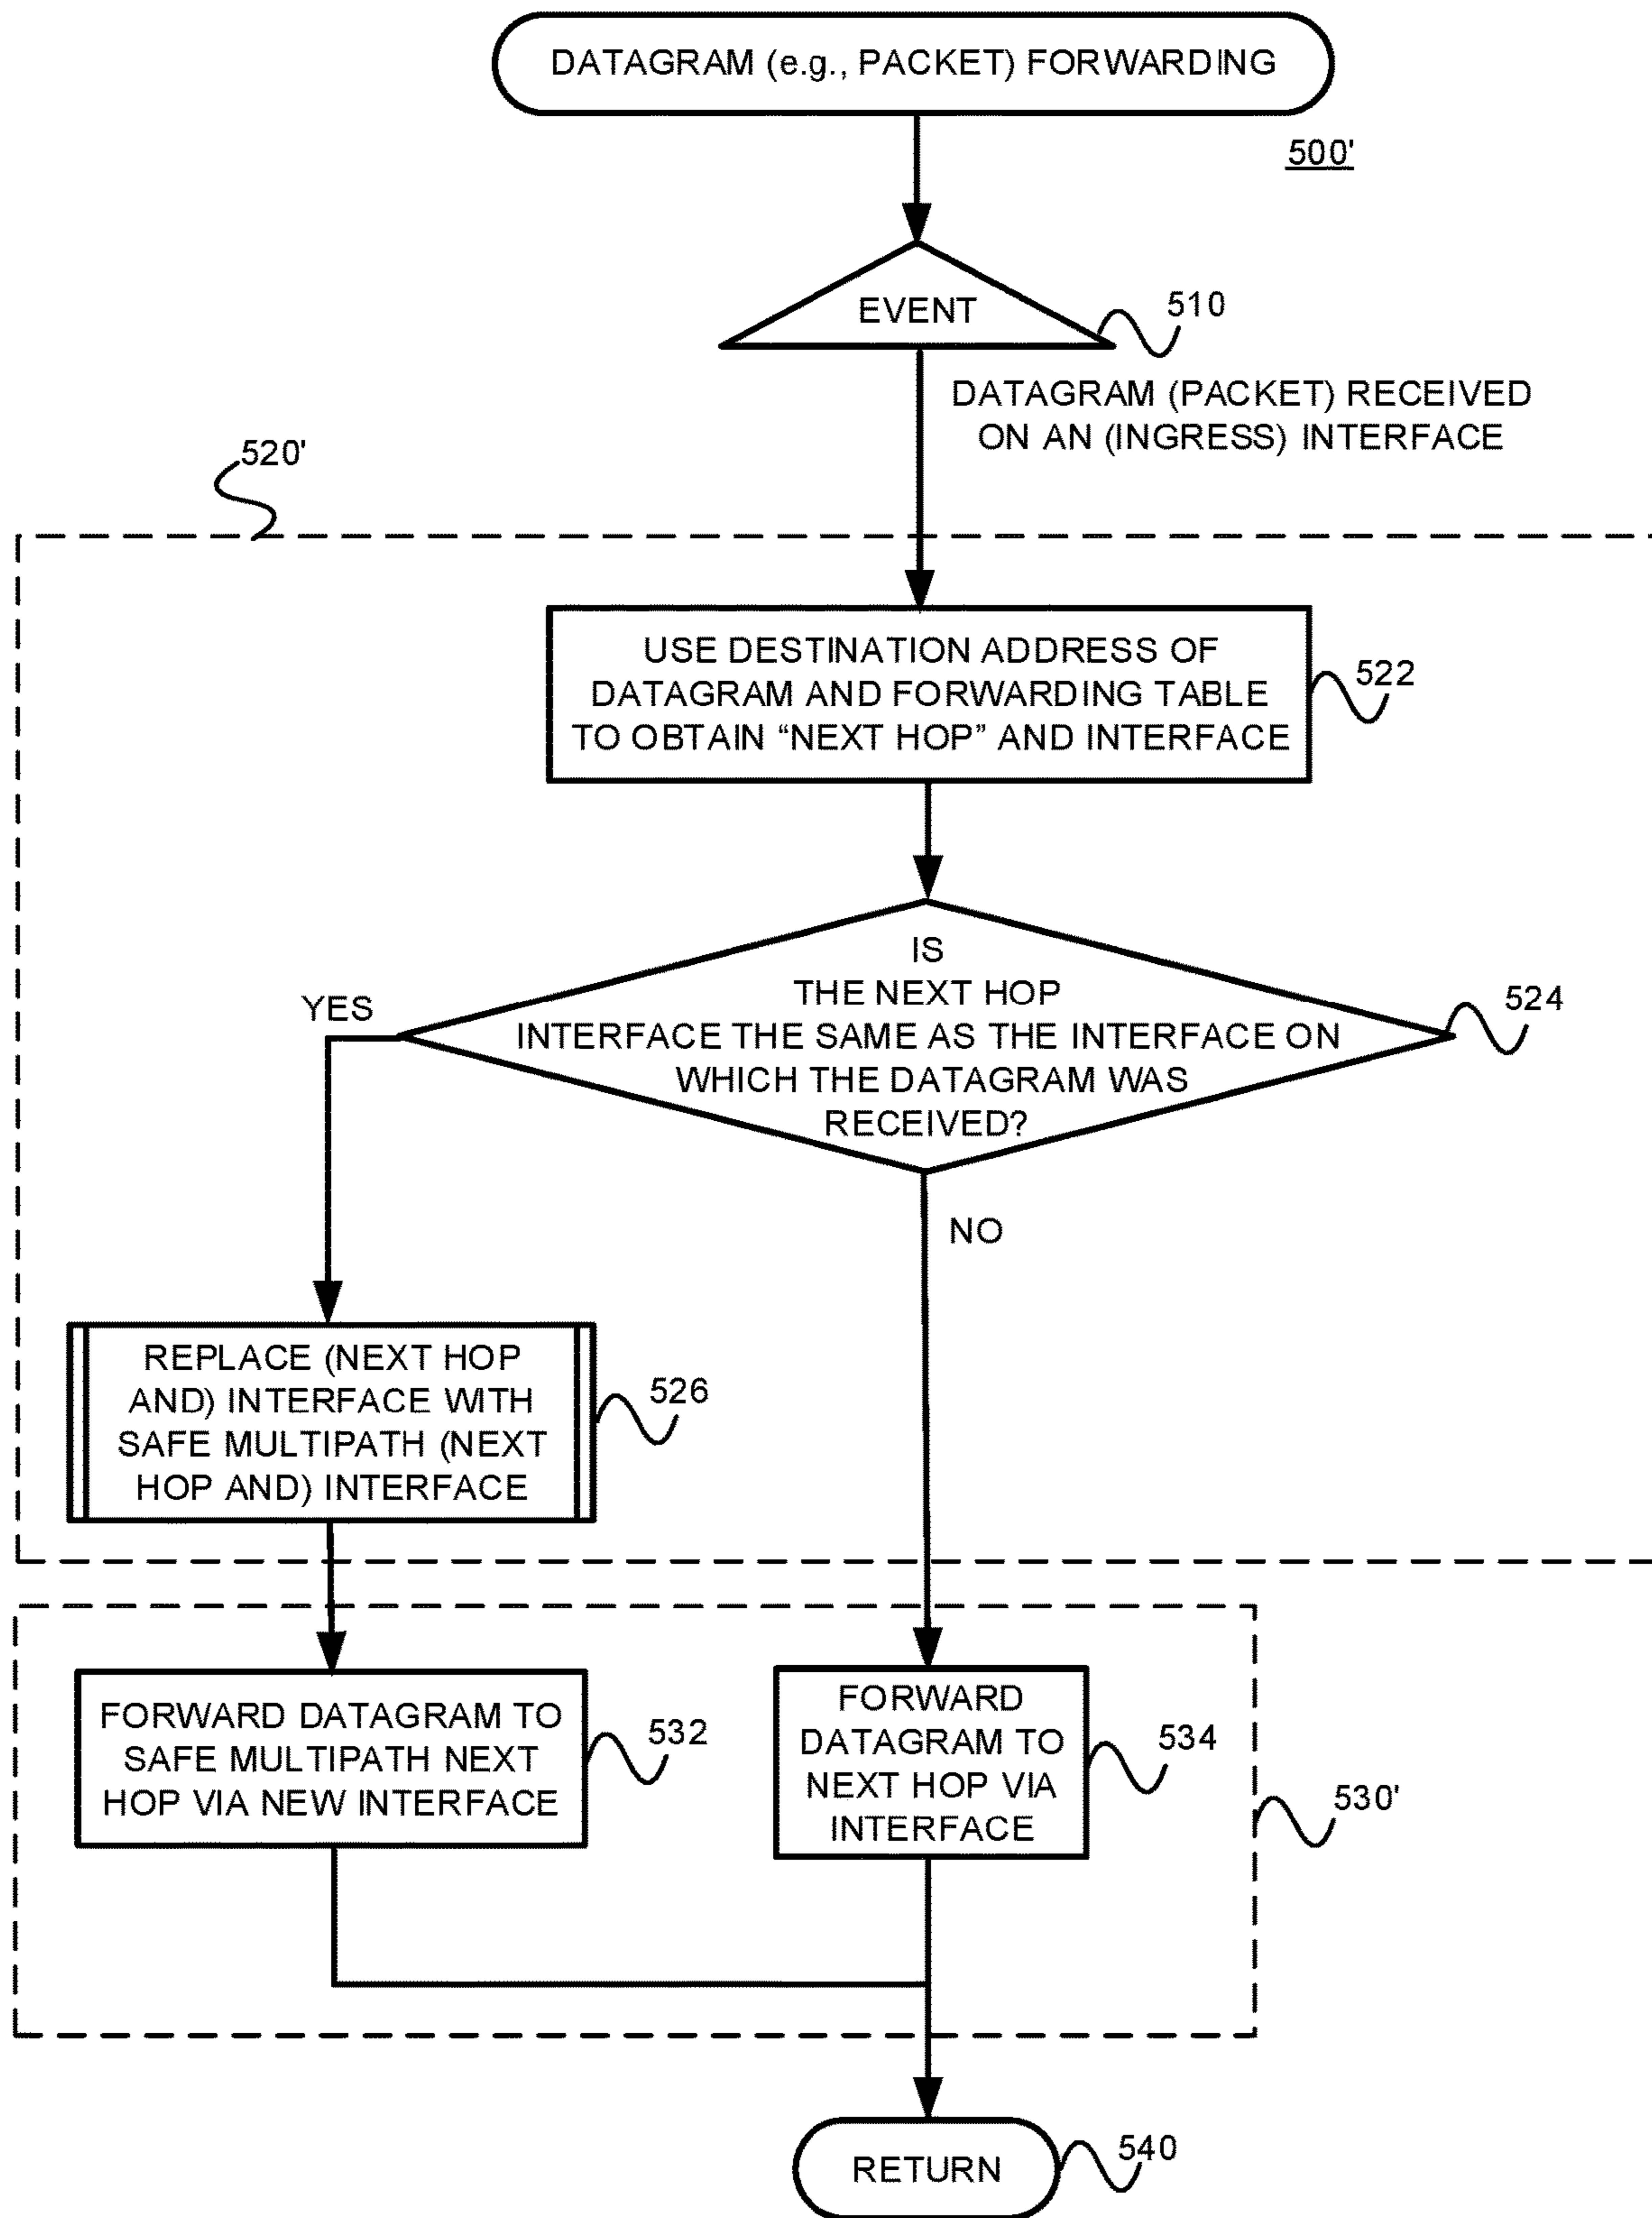 DATAGRAM (e.g., PACKET) FORWARDING
500'
EVENT
510
DATAGRAM (PACKET) RECEIVED
ON AN (INGRESS) INTERFACE
520'
USE DESTINATION ADDRESS OF
DATAGRAM AND FORWARDING TABLE
TO OBTAIN “NEXT HOP” AND INTERFACE
522
IS
THE NEXT HOP
INTERFACE THE SAME AS THE INTERFACE ON
WHICH THE DATAGRAM WAS
RECEIVED?
524
YES
NO
REPLACE (NEXT HOP
AND) INTERFACE WITH
SAFE MULTIPATH (NEXT
HOP AND) INTERFACE
526
FORWARD DATAGRAM TO
SAFE MULTIPATH NEXT
HOP VIA NEW INTERFACE
532
FORWARD
DATAGRAM TO
NEXT HOP VIA
INTERFACE
534
530'
RETURN
540